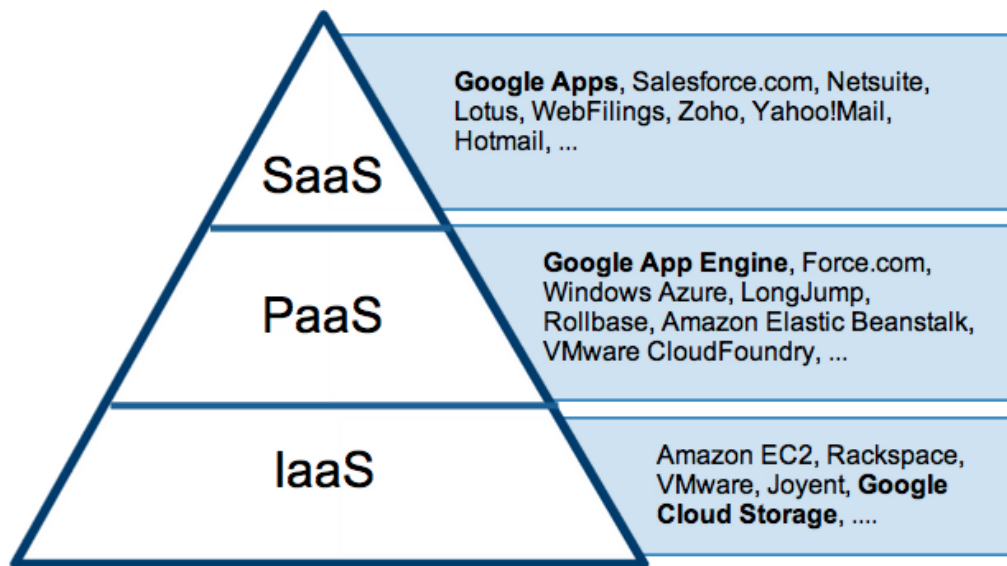 Google Apps, Salesforce.com, Netsuite,
Lotus, WebFilings, Zoho, Yahoo!Mail,
Hotmail, ...
SaaS
Google App Engine, Force.com,
Windows Azure, LongJump,
Rollbase, Amazon Elastic Beanstalk,
VMware CloudFoundry, ...
PaaS
Amazon EC2, Rackspace,
VMware, Joyent, Google
Cloud Storage, ....
IaaS